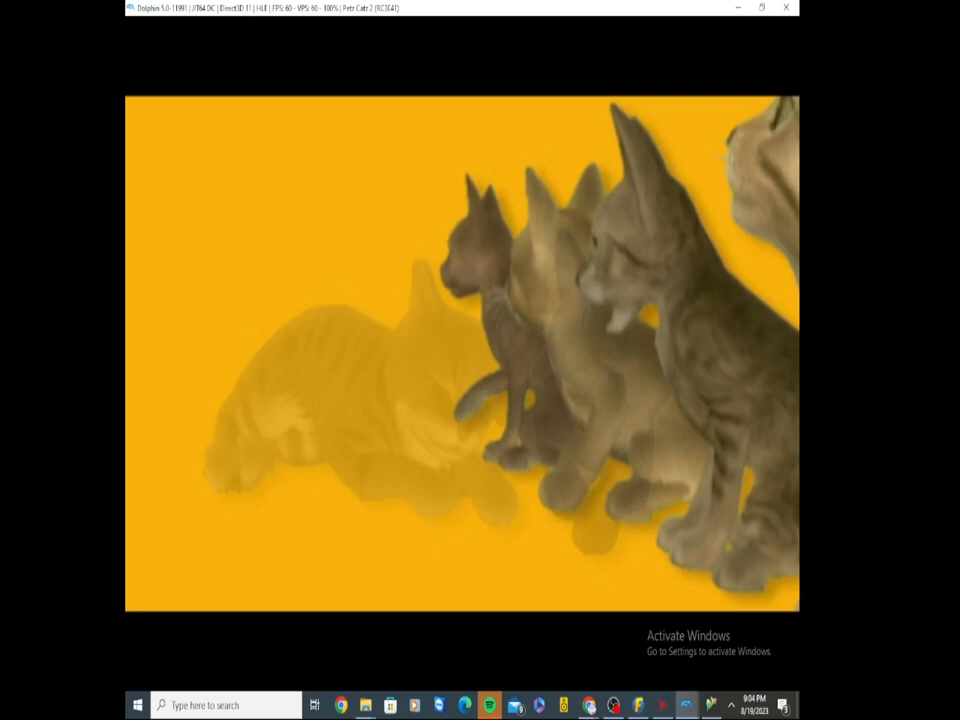 Dolphin 5.0-11991 | JIT64 DC | Direct3D 11 | HLE | FPS: 60 - VPS: 60 - 100% | Petz Catz 2 (RC3E41)
Activate Windows
Go to Settings to activate Windows.
Type here to search
9:04 PM
8/19/2023